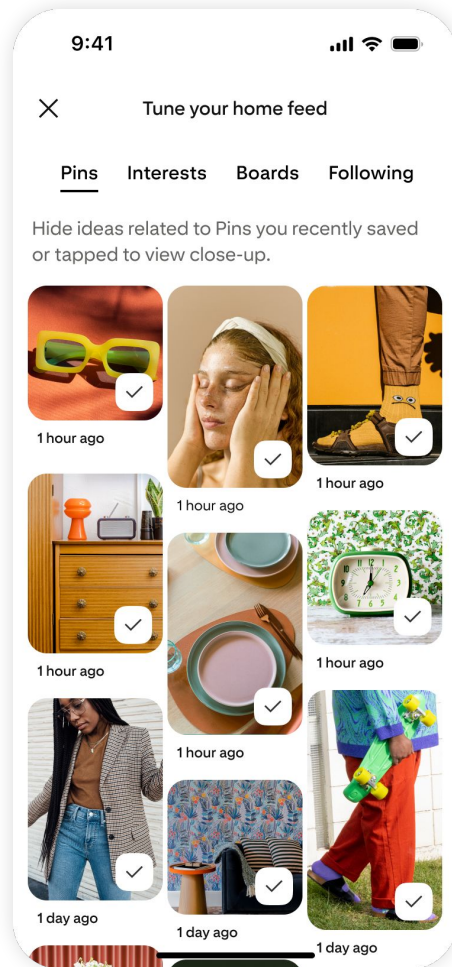 9:41
Tune your home feed
Pins Interests Boards Following
Hide ideas related to Pins you recently saved
or tapped to view close-up.
1 hour ago
1 hour ago
1 hour ago
1 hour ago
1 hour ago
1 hour ago
1 day ago
1 day ago
1 day ago